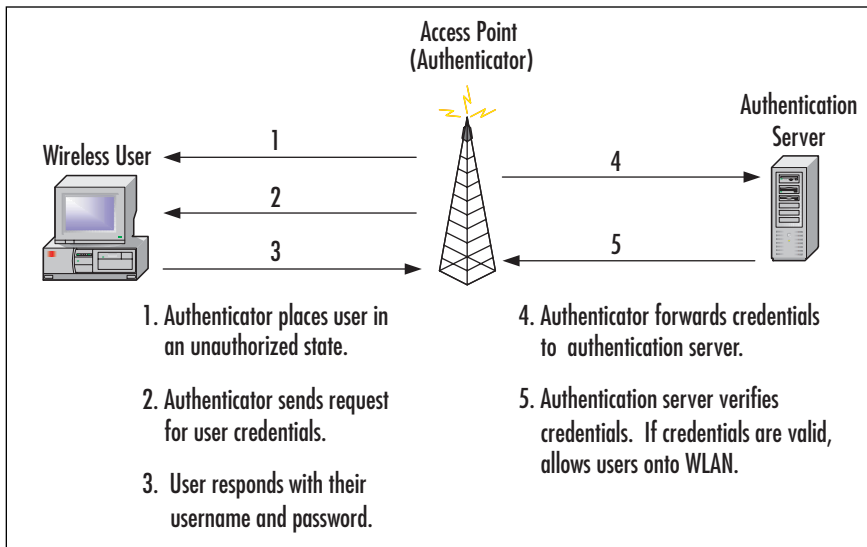 Access Point
(Authenticator)
Authentication
Server
Wireless User
1
4
2
5
3
1. Authenticator places user in
an unauthorized state.
2. Authenticator sends request
for user credentials.
3. User responds with their
username and password.
4. Authenticator forwards credentials
to authentication server.
5. Authentication server verifies
credentials. If credentials are valid,
allows users onto WLAN.